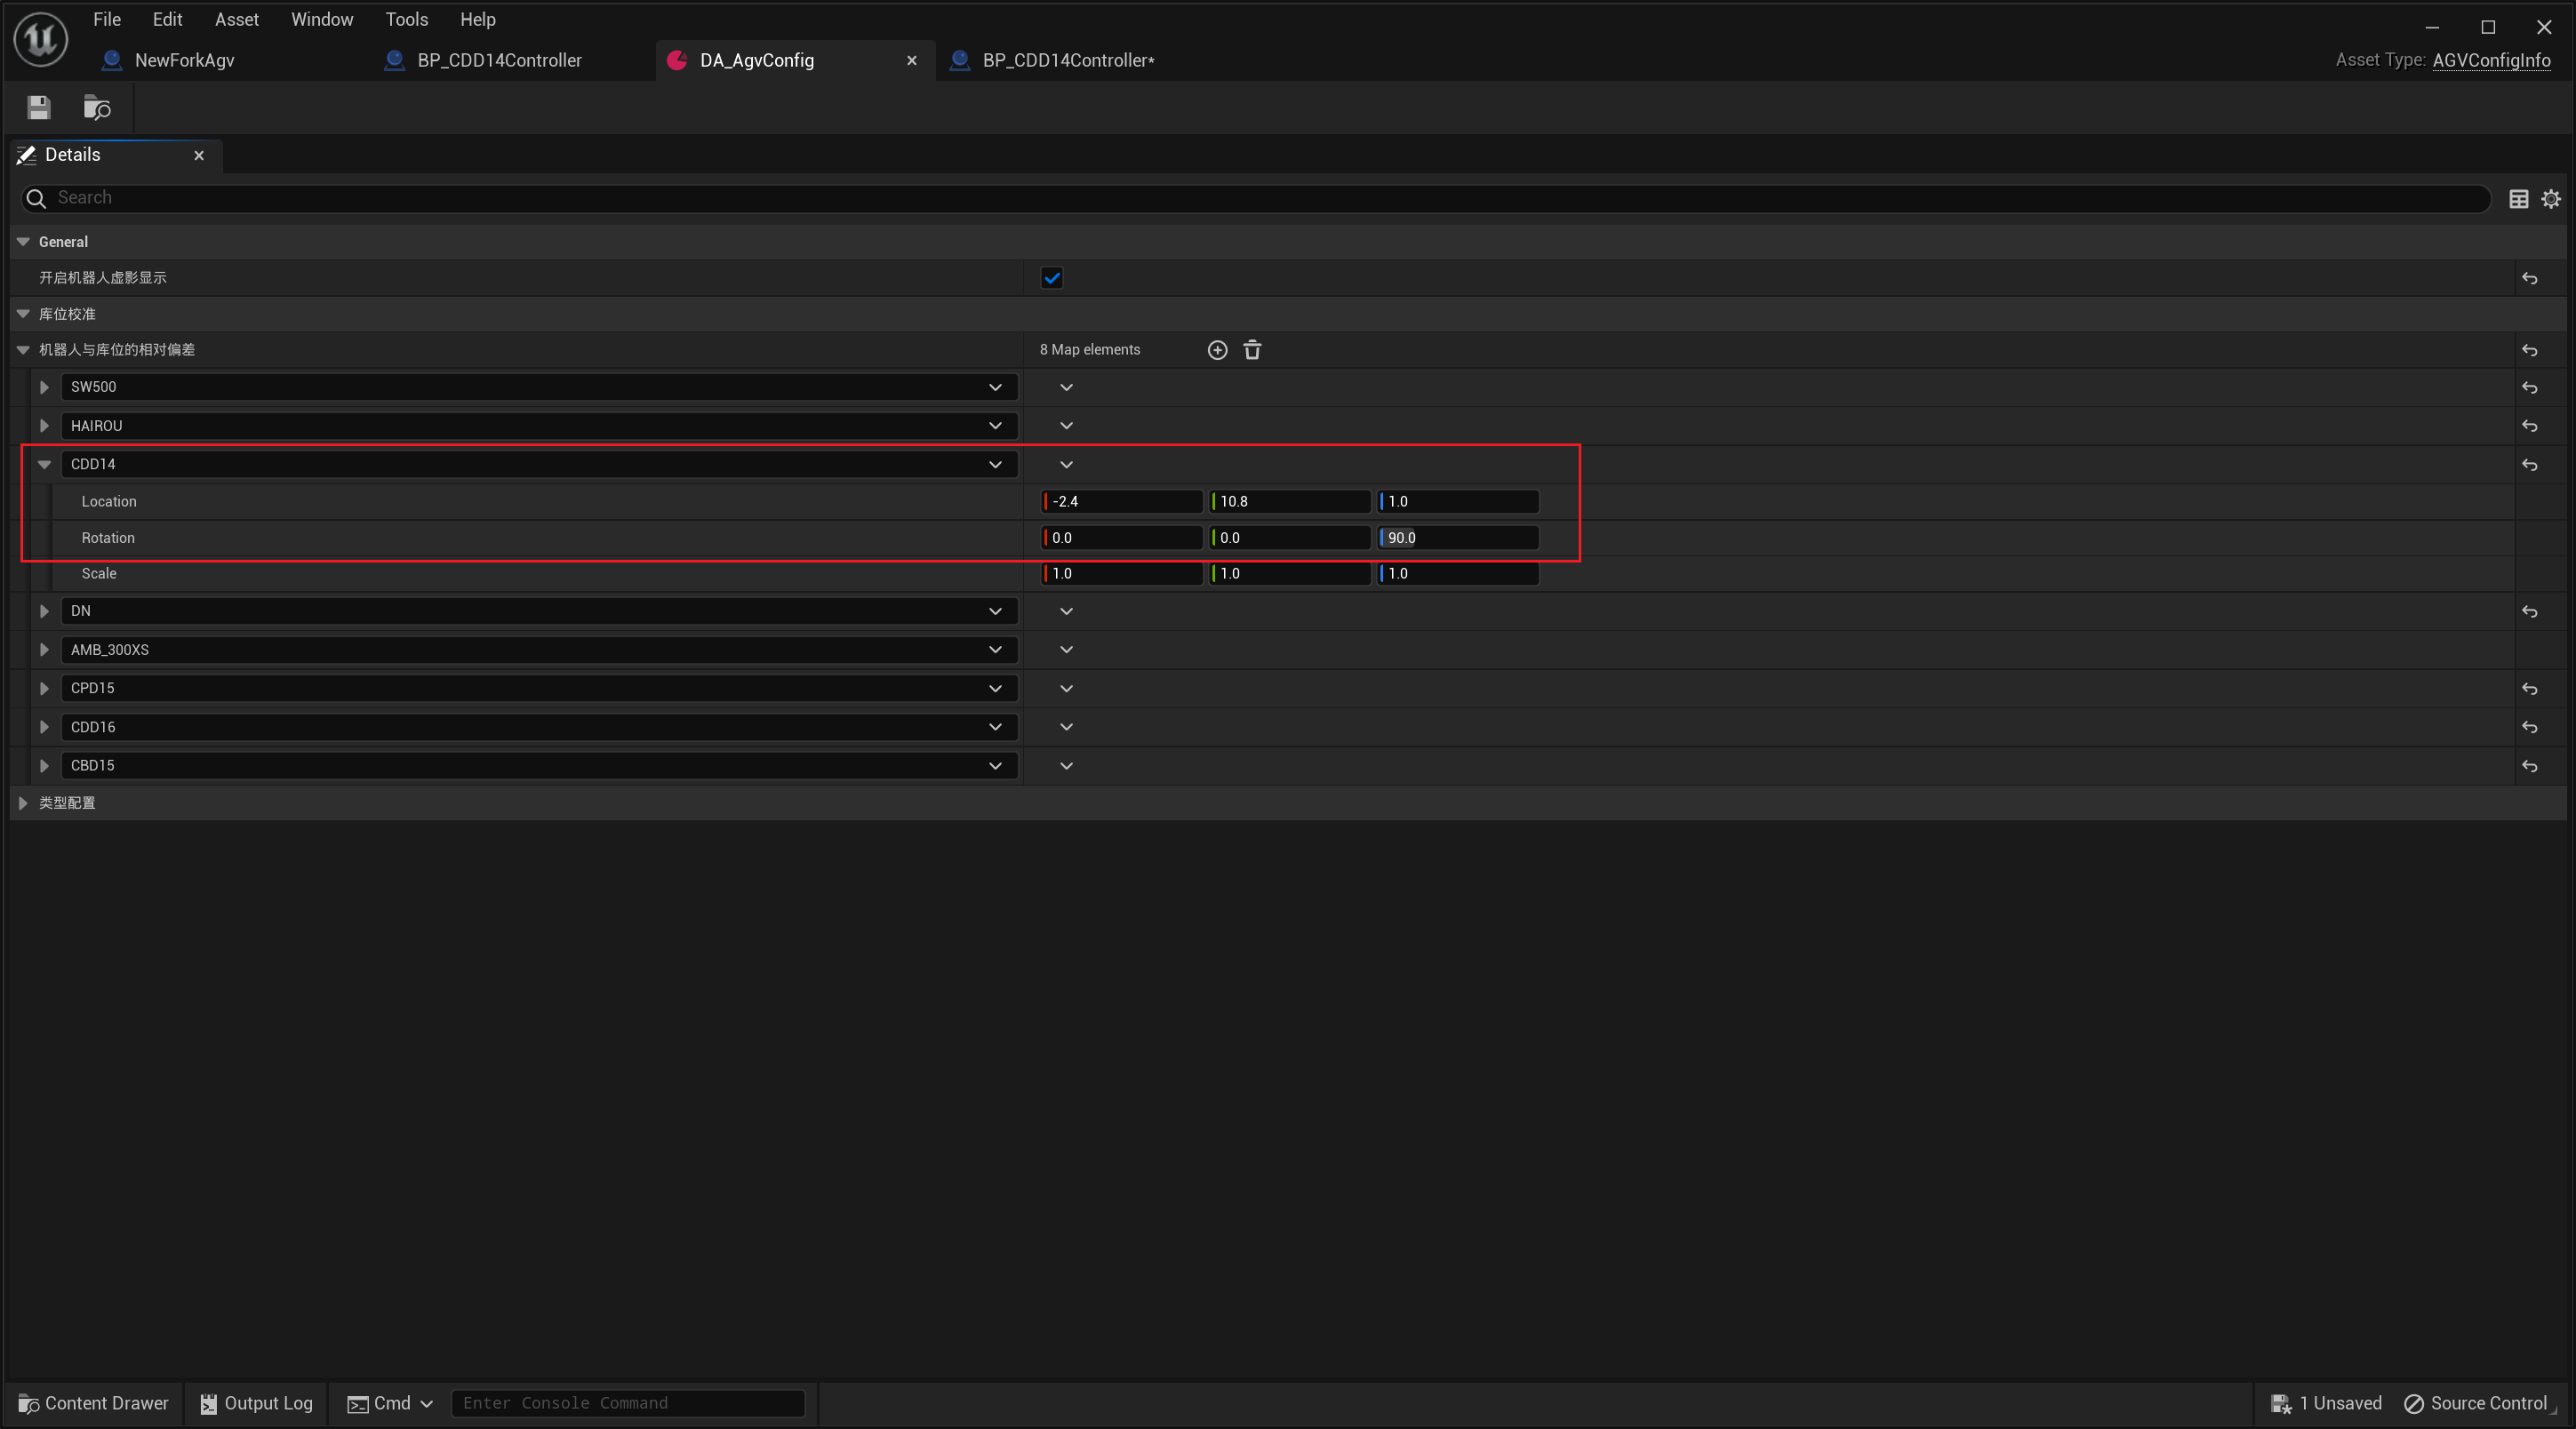 File Edit Asset Window Tools Help
NewForkAgv BP_CDD14Controller DA_AgvConfig BP_CDD14Controller* Asset Type: AGVConfigInfo
Details
Search
General
开启机器人虚影显示
库位校准
机器人与库位的相对偏差 8 Map elements
SW500
HAIROU
CDD14
Location -2.4 10.8 1.0
Rotation 0.0 0.0 90.0
Scale 1.0 1.0 1.0
DN
AMB_300XS
CPD15
CDD16
CBD15
类型配置
Content Drawer Output Log Cmd Enter Console Command 1 Unsaved Source Control